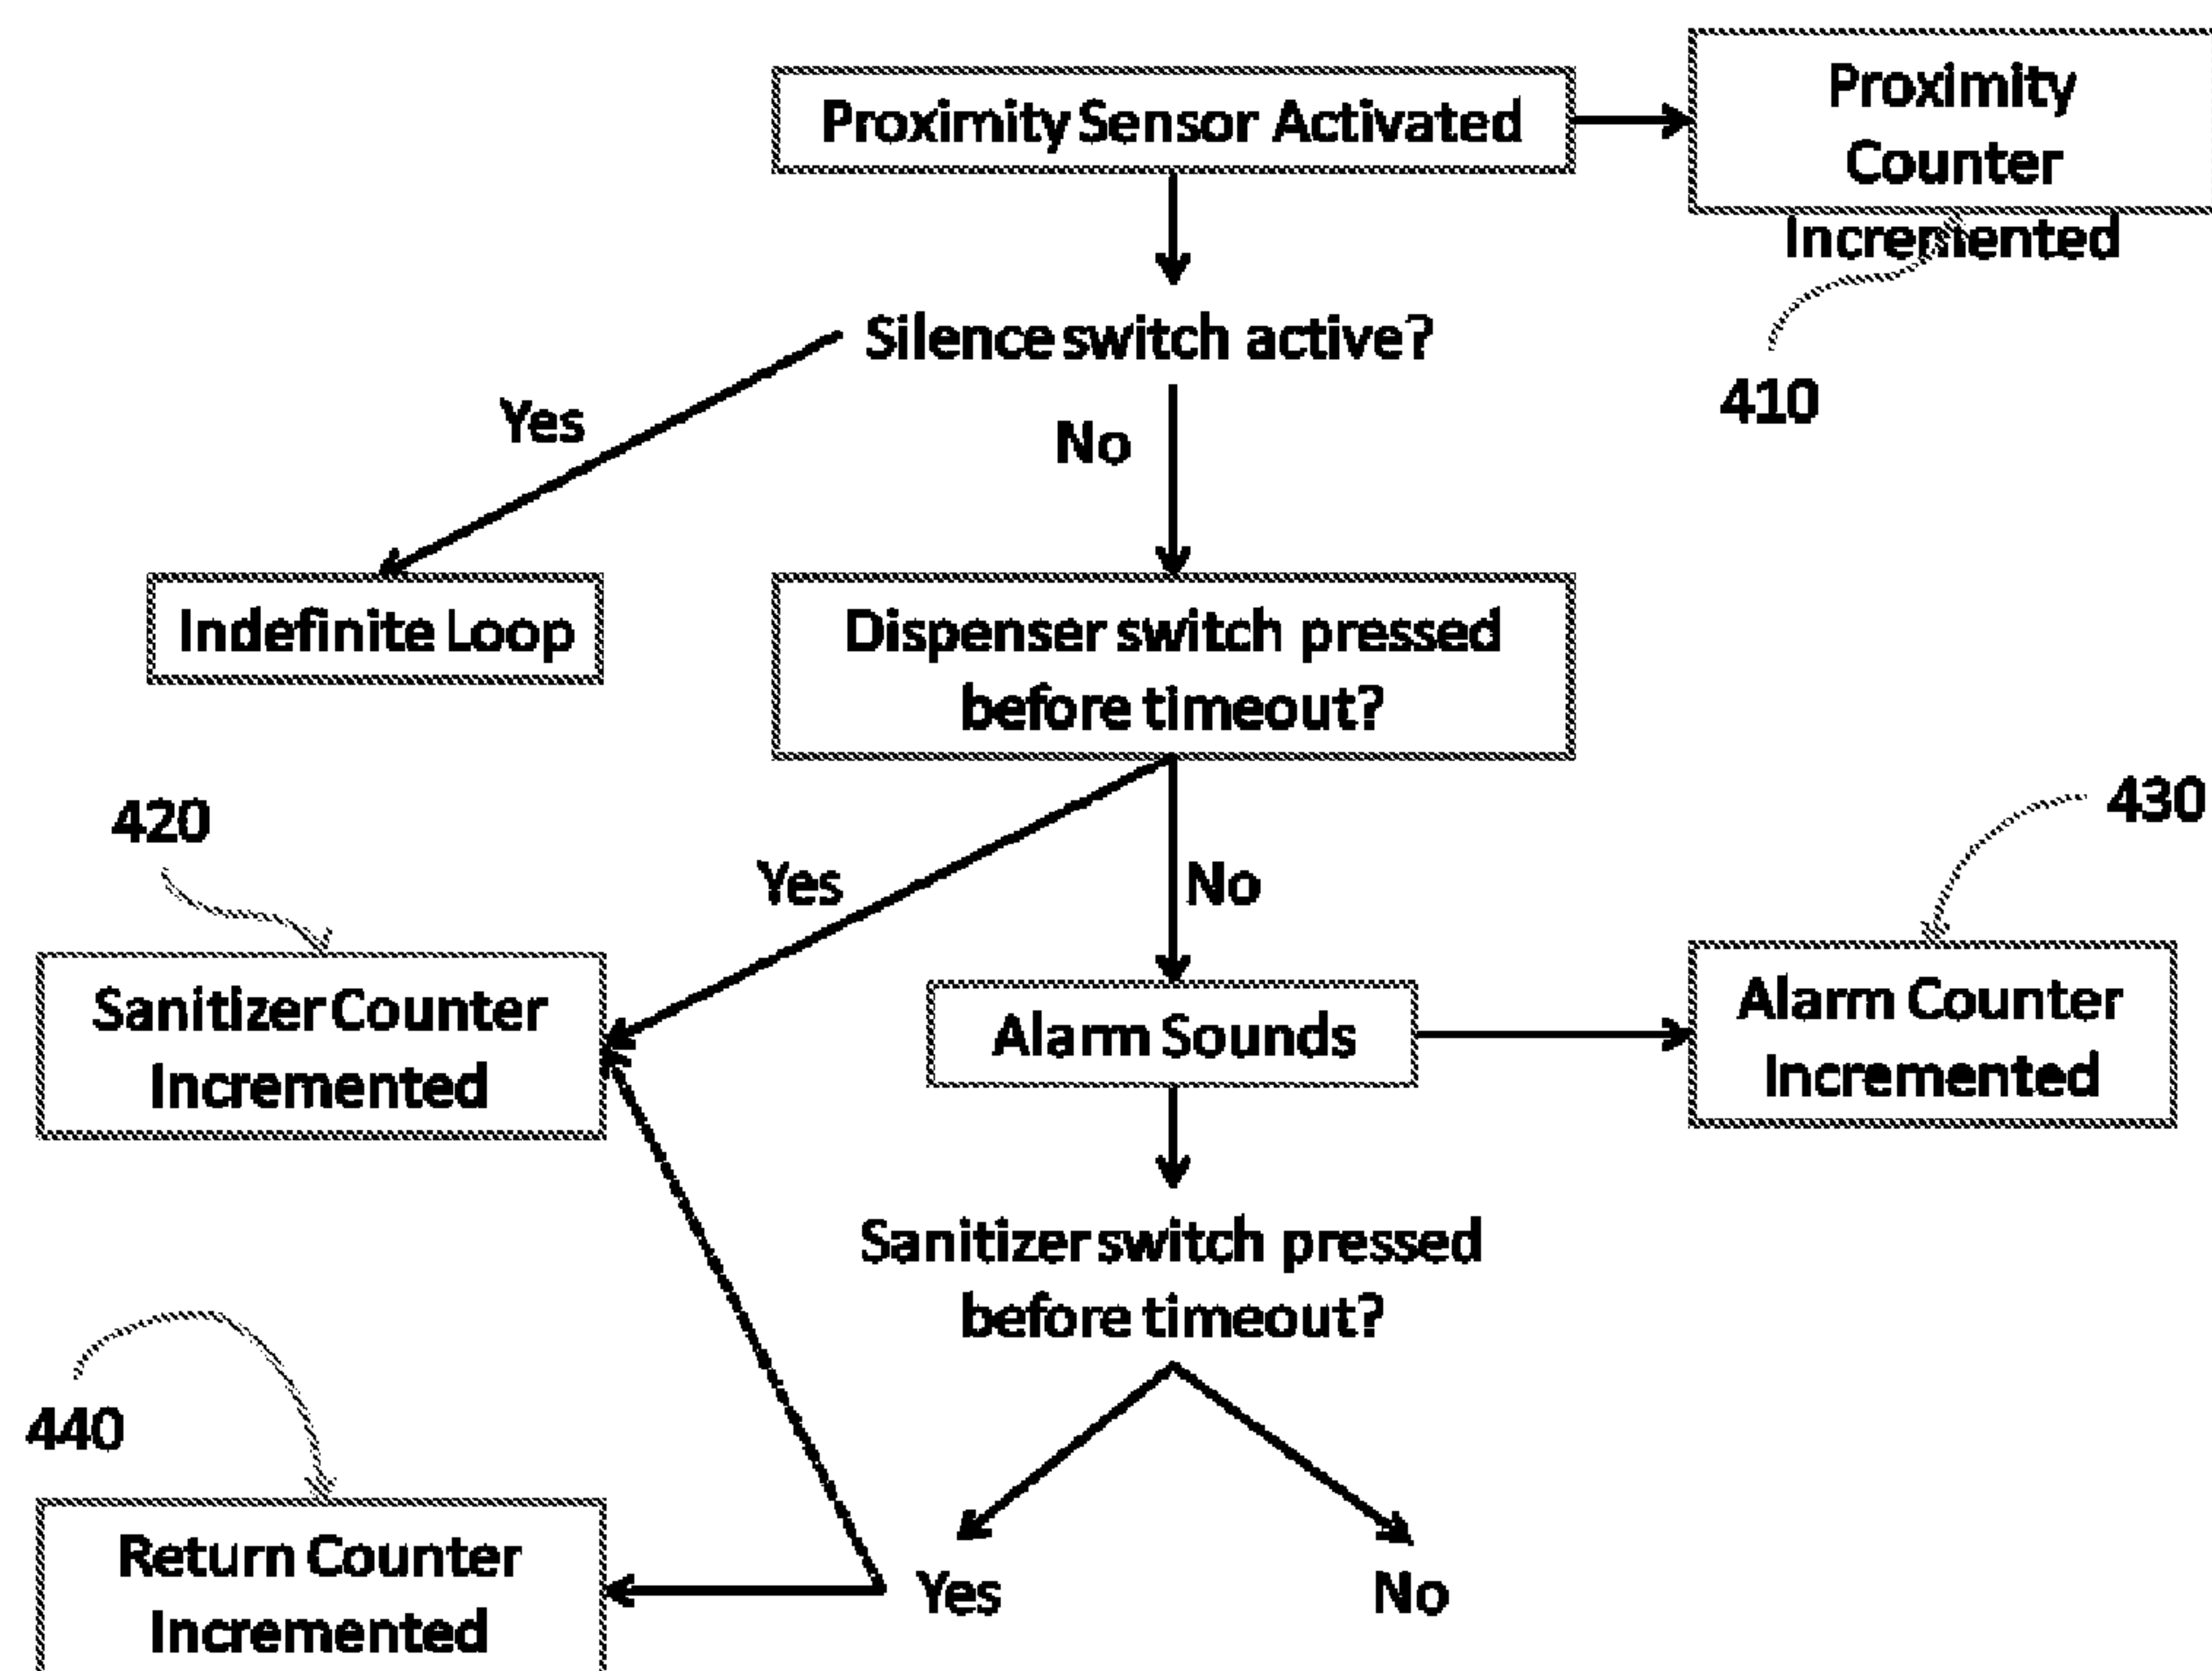 Proximity Sensor Activated
Proximity
Counter
Incremented
410
Silence switch active?
Yes
No
Indefinite Loop
Dispenser switch pressed
before timeout?
420
430
Yes
No
Sanitizer Counter
Incremented
Alarm Sounds
Alarm Counter
Incremented
Sanitizer switch pressed
before timeout?
440
Return Counter
Incremented
Yes
No